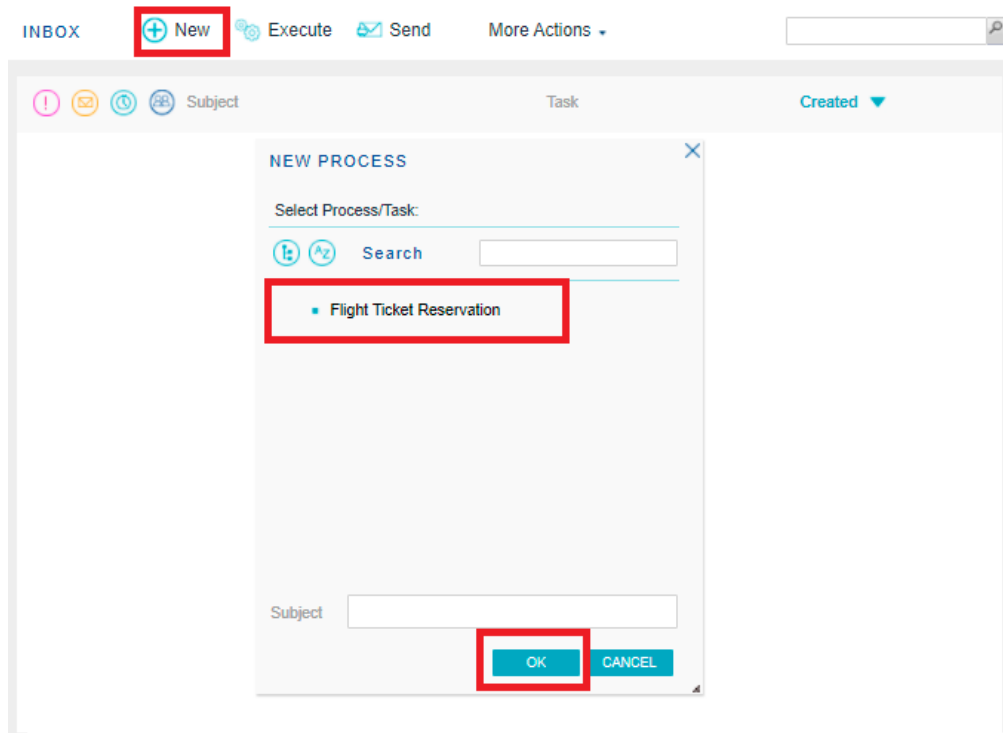 INBOX New Execute Send More Actions
Subject Task Created
NEW PROCESS
Select Process/Task:
AZ Search
Flight Ticket Reservation
Subject
OK CANCEL